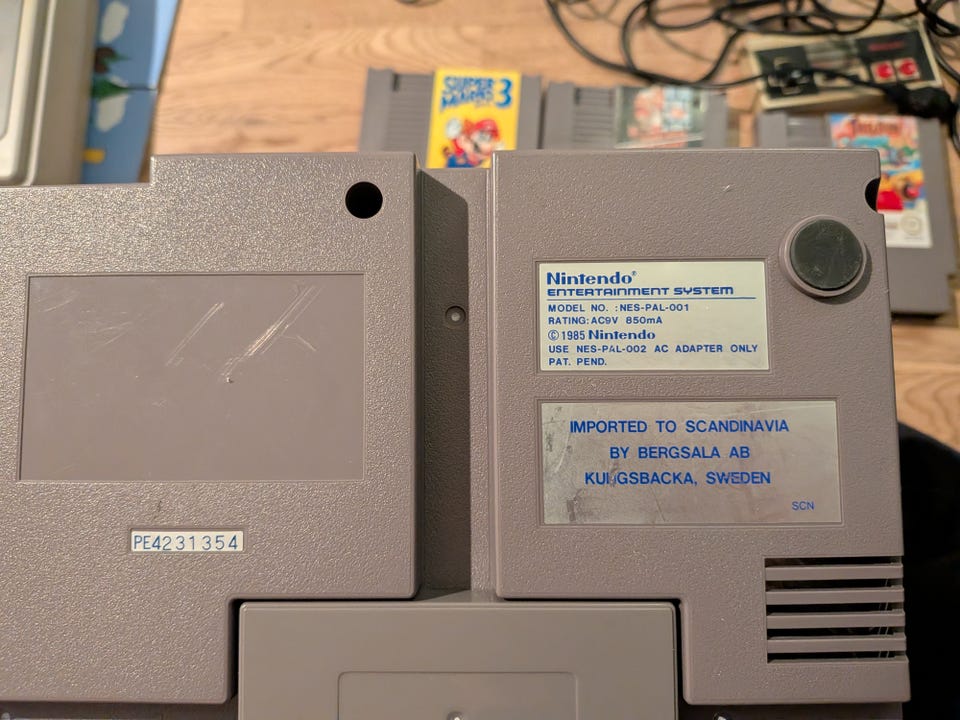 SUPER
MARIO BROS. 3
Nintendo®
ENTERTAINMENT SYSTEM
MODEL NO. :NES-PAL-001
RATING:AC9V 850mA
© 1985 Nintendo
USE NES-PAL-002 AC ADAPTER ONLY
PAT. PEND.
IMPORTED TO SCANDINAVIA
BY BERGSALA AB
KUNGSBACKA, SWEDEN
SCN
PE4231354